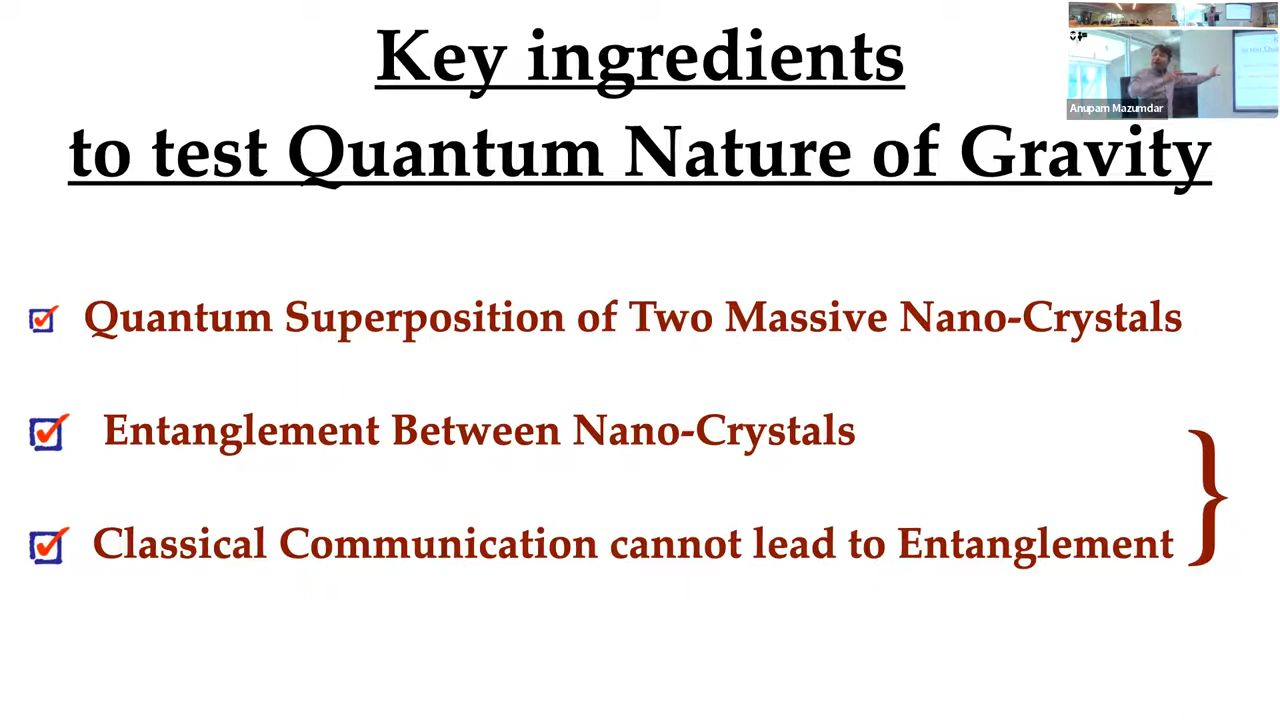 Key ingredients
to test Quantum Nature of Gravity
Anupam Mazumdar
Quantum Superposition of Two Massive Nano-Crystals
Entanglement Between Nano-Crystals
Classical Communication cannot lead to Entanglement